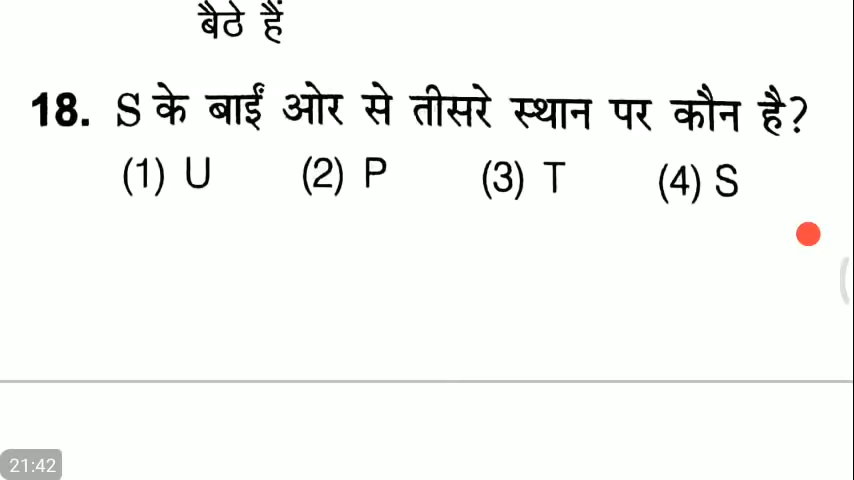 बैठे हैं
18. S के बाईं ओर से तीसरे स्थान पर कौन है?
(1) U (2) P (3) T (4) S
21:42